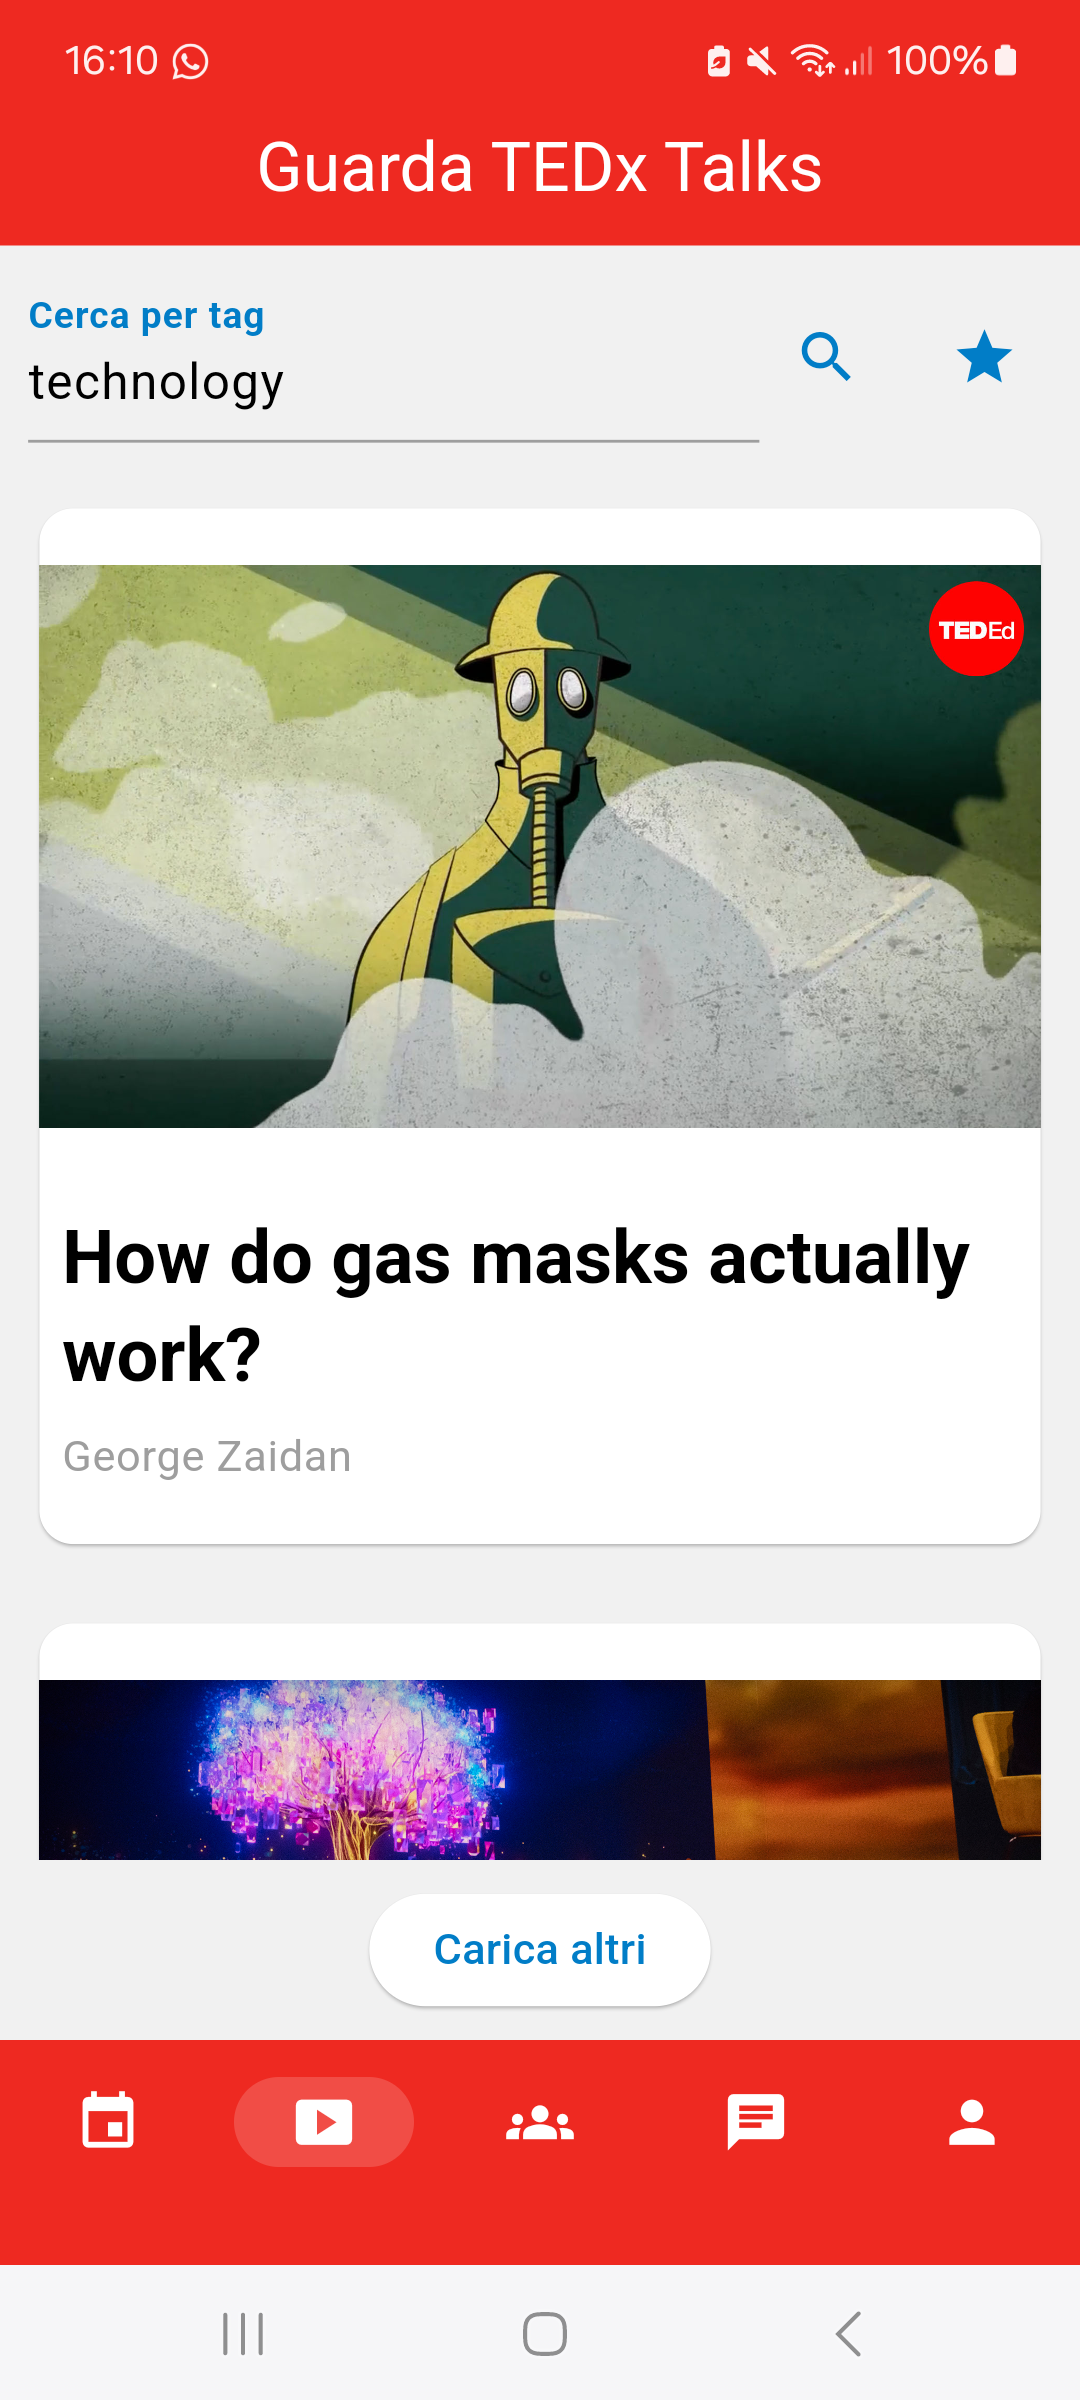 16:10
100%
Guarda TEDx Talks
Cerca per tag
technology
TEDEd
How do gas masks actually
work?
George Zaidan
Carica altri